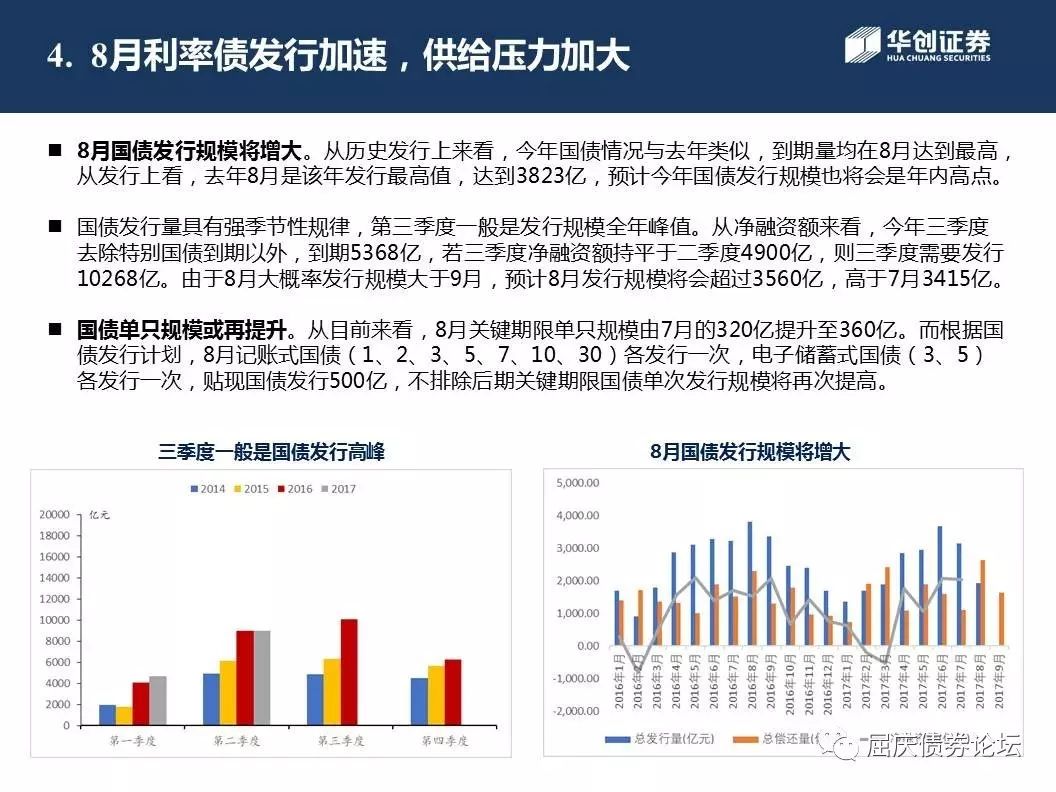 4. 8月利率债发行加速，供给压力加大
华创证券
HUA CHUANG SECURITIES
■ 8月国债发行规模将增大。从历史发行上来看，今年国债情况与去年类似，到期量均在8月达到最高，
从发行上看，去年8月是该年发行最高值，达到3823亿，预计今年国债发行规模也将会是年内高点。
■ 国债发行量具有强季节性规律，第三季度一般是发行规模全年峰值。从净融资额来看，今年三季度
去除特别国债到期以外，到期5368亿，若三季度净融资额持平于二季度4900亿，则三季度需要发行
10268亿。由于8月大概率发行规模大于9月，预计8月发行规模将会超过3560亿，高于7月3415亿。
■ 国债单只规模或再提升。从目前来看，8月关键期限单只规模由7月的320亿提升至360亿。而根据国
债发行计划，8月记账式国债（1、2、3、5、7、10、30）各发行一次，电子储蓄式国债（3、5）
各发行一次，贴现国债发行500亿，不排除后期关键期限国债单次发行规模将再次提高。
三季度一般是国债发行高峰
2014 2015 2016 2017
20000 亿元
18000
16000
14000
12000
10000
8000
6000
4000
2000
0
第一季度 第二季度 第三季度 第四季度
8月国债发行规模将增大
5,000.00
4,000.00
3,000.00
2,000.00
1,000.00
0.00
-1,000.00
-2,000.00
2016年1月
2016年2月
2016年3月
2016年4月
2016年5月
2016年6月
2016年7月
2016年8月
2016年9月
2016年10月
2016年11月
2016年12月
2017年1月
2017年2月
2017年3月
2017年4月
2017年5月
2017年6月
2017年7月
2017年8月
2017年9月
总发行量(亿元) 总偿还量(
屈庆债券论坛